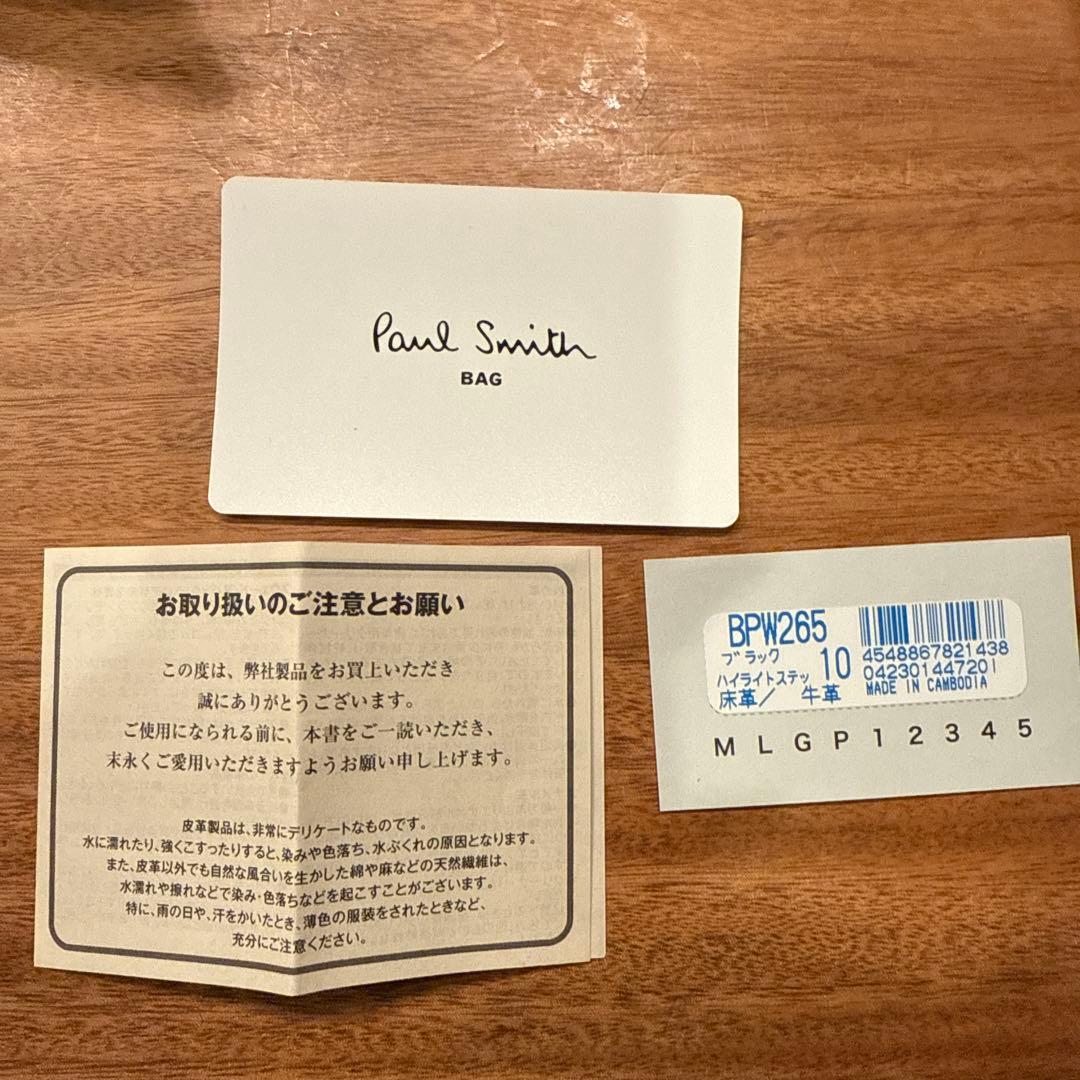 Paul Smith
BAG
お取り扱いのご注意とお願い
この度は、弊社製品をお買上いただき
誠にありがとうございます。
ご使用になられる前に、本書をご一読いただき、
末永くご愛用いただきますようお願い申し上げます。
皮革製品は、非常にデリケートなものです。
水に濡れたり、強くこすったりすると、染みや色落ち、水ぶくれの原因となります。
また、皮革以外でも自然な風合いを生かした綿や麻などの天然繊維は、
水濡れや擦れなどで染み・色落ちなどを起こすことがございます。
特に、雨の日や、汗をかいたとき、薄色の服装をされたときなど、
充分にご注意ください。
BPW265
ブラック 10
ハイライトステッ
床革/ 牛革
4548867821438
042301447201
MADE IN CAMBODIA
M L G P 1 2 3 4 5